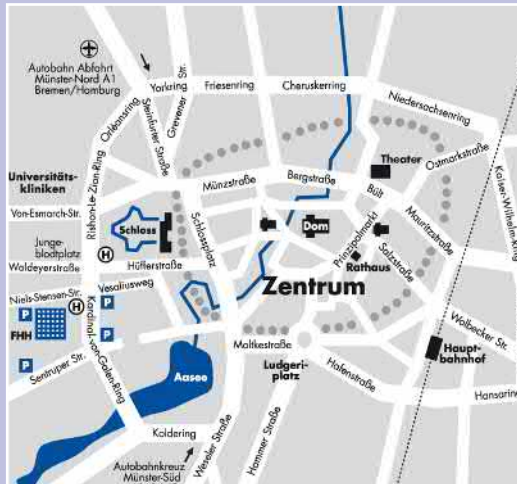 Autobahn Abfahrt
Münster-Nord A1
Bremen/Hamburg
Yorkring
Friesenring
Cheruskerring
Niedersachsenring
Orléansring
Steinfurter Straße
Grevener Str.
Rishon-Le-Zion-Ring
Kaiser-Wilhelm-Ring
Ostmarkstraße
Theater
Universitäts-
kliniken
Münzstraße
Bergstraße
Bült
Mauritzstraße
Von-Esmarch-Str.
Schloss
Schlossplatz
Dom
Prinzipalmarkt
Salzstraße
Rathaus
Junge-
blodtplatz
H
Waldeyerstraße
Hüfferstraße
Zentrum
Niels-Stensen-Str.
Vesaliusweg
H
P
P
FHH
P
P
Kardinal-von-Galen-Ring
Sentruper Str.
Aasee
Moltkestraße
Ludgeri-
platz
Hafenstraße
Wolbecker Str.
Haupt-
bahnhof
Hansaring
Koldering
Weseler Straße
Hammer Straße
Autobahnkreuz
Münster-Süd